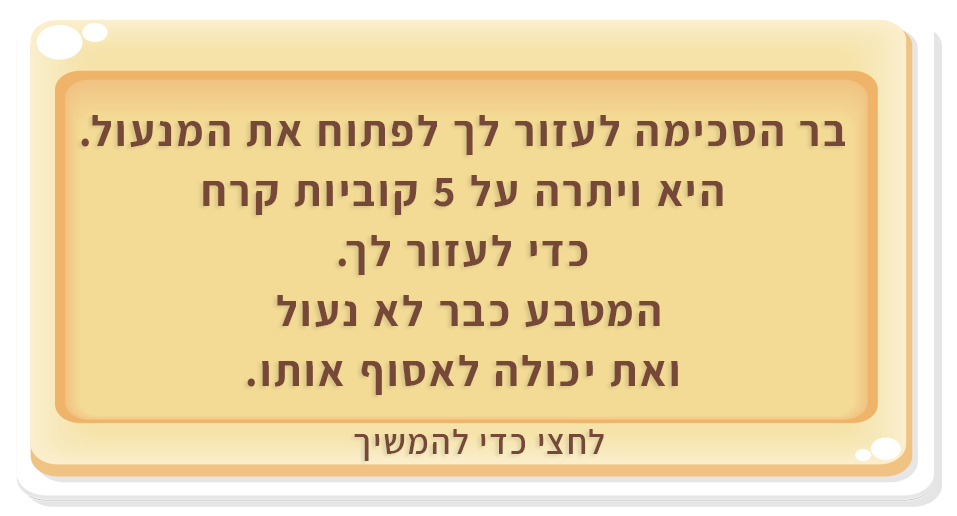 בר הסכימה לעזור לך לפתוח את המנעול.
היא ויתרה על 5 קוביות קרח
כדי לעזור לך.
המטבע כבר לא נעול
ואת יכולה לאסוף אותו.
לחצי כדי להמשיך